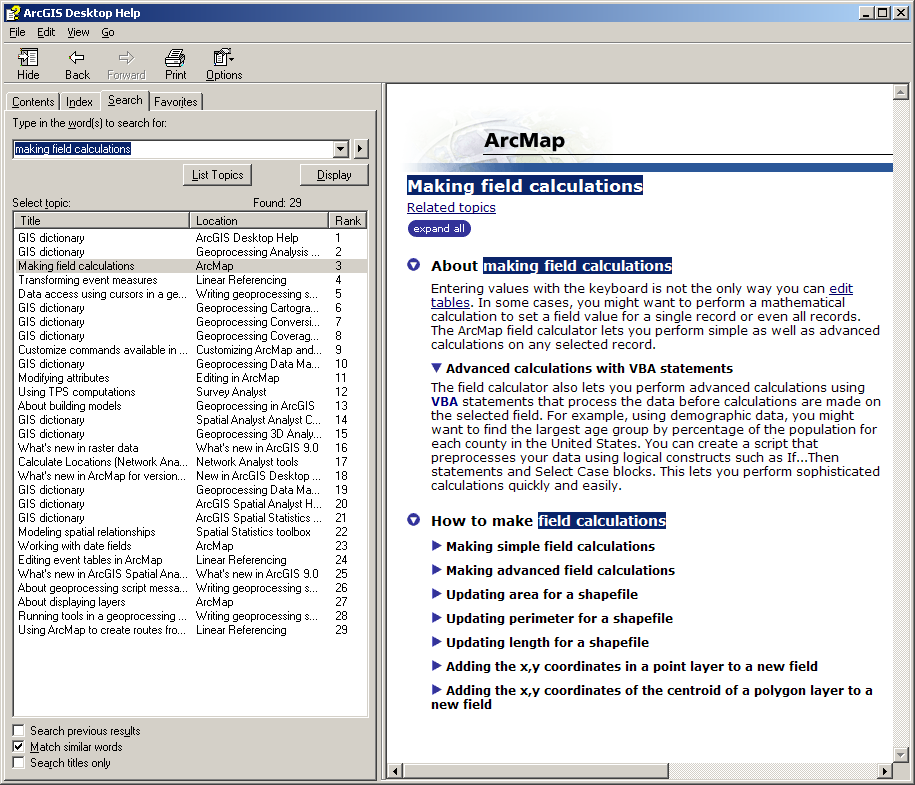 ArcGIS Desktop Help
File Edit View Go
Hide Back Forward Print Options
Contents Index Search Favorites
Type in the word(s) to search for:
making field calculations
List Topics Display
Select topic: Found: 29
Title Location Rank
GIS dictionary ArcGIS Desktop Help 1
GIS dictionary Geoprocessing Analysis ... 2
Making field calculations ArcMap 3
Transforming event measures Linear Referencing 4
Data access using cursors in a ge... Writing geoprocessing s... 5
GIS dictionary Geoprocessing Cartogra... 6
GIS dictionary Geoprocessing Conversi... 7
GIS dictionary Geoprocessing Coverag... 8
Customize commands available in ... Customizing ArcMap and... 9
GIS dictionary Geoprocessing Data Ma... 10
Modifying attributes Editing in ArcMap 11
Using TPS computations Survey Analyst 12
About building models Geoprocessing in ArcGIS 13
GIS dictionary Spatial Analyst Analyst C... 14
GIS dictionary Geoprocessing 3D Analy... 15
What's new in raster data What's new in ArcGIS 9.0 16
Calculate Locations (Network Ana... Network Analyst tools 17
What's new in ArcMap for version... New in ArcGIS Desktop ... 18
GIS dictionary Geoprocessing Data Ma... 19
GIS dictionary ArcGIS Spatial Analyst H... 20
GIS dictionary ArcGIS Spatial Statistics ... 21
Modeling spatial relationships Spatial Statistics toolbox 22
Working with date fields ArcMap 23
Editing event tables in ArcMap Linear Referencing 24
What's new in ArcGIS Spatial Ana... What's new in ArcGIS 9.0 25
About geoprocessing script messa... Writing geoprocessing s... 26
About displaying layers ArcMap 27
Running tools in a geoprocessing ... Writing geoprocessing s... 28
Using ArcMap to create routes fro... Linear Referencing 29
Search previous results
Match similar words
Search titles only
ArcMap
Making field calculations
Related topics
expand all
About making field calculations
Entering values with the keyboard is not the only way you can edit
tables. In some cases, you might want to perform a mathematical
calculation to set a field value for a single record or even all records.
The ArcMap field calculator lets you perform simple as well as advanced
calculations on any selected record.
Advanced calculations with VBA statements
The field calculator also lets you perform advanced calculations using
VBA statements that process the data before calculations are made on
the selected field. For example, using demographic data, you might
want to find the largest age group by percentage of the population for
each county in the United States. You can create a script that
preprocesses your data using logical constructs such as If...Then
statements and Select Case blocks. This lets you perform sophisticated
calculations quickly and easily.
How to make field calculations
Making simple field calculations
Making advanced field calculations
Updating area for a shapefile
Updating perimeter for a shapefile
Updating length for a shapefile
Adding the x,y coordinates in a point layer to a new field
Adding the x,y coordinates of the centroid of a polygon layer to a
new field